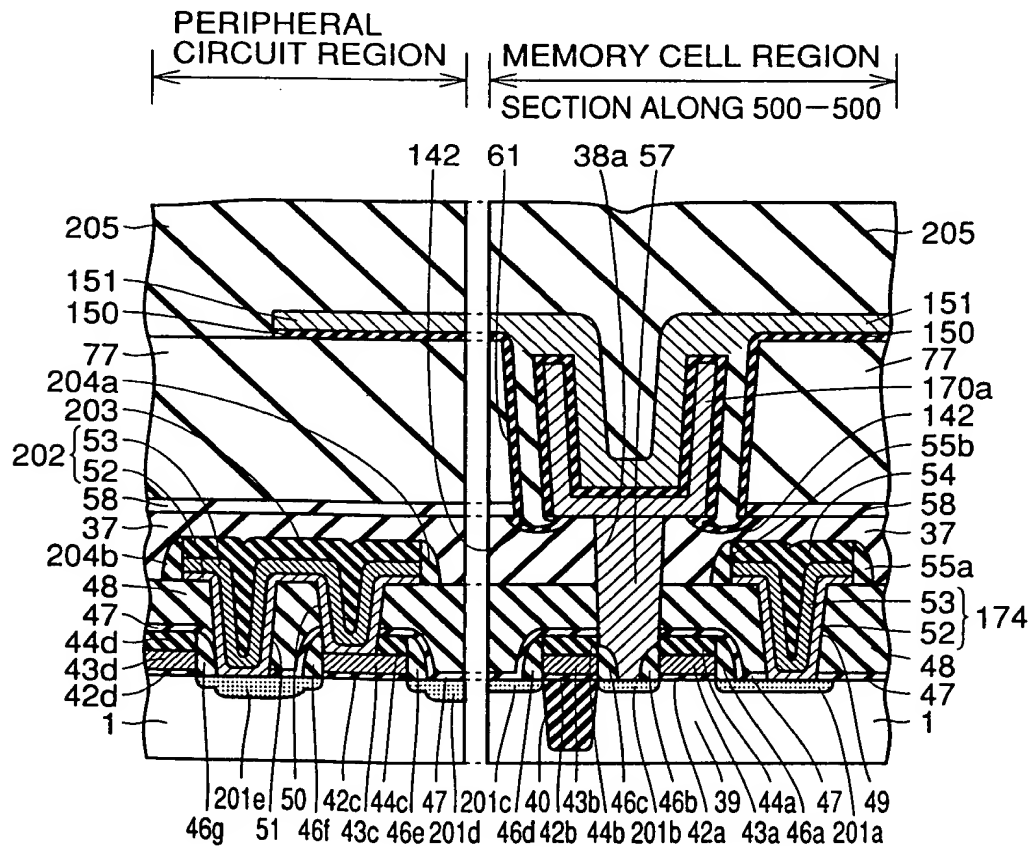 PERIPHERAL
CIRCUIT REGION
MEMORY CELL REGION
SECTION ALONG 500-500
142 61 38a 57
205
151
150
77
204a
203
202 { 53
52
58
37
204b
48
47
44d
43d
42d
1
205
151
150
77
170a
142
55b
54
58
37
55a
53 } 174
52
48
47
1
201e 50 42c 44c 47 201c 40 43b 46c 46b 39 44a 47 49
46g 51 46f 43c 46e 201d 46d 42b 44b 201b 42a 43a 46a 201a